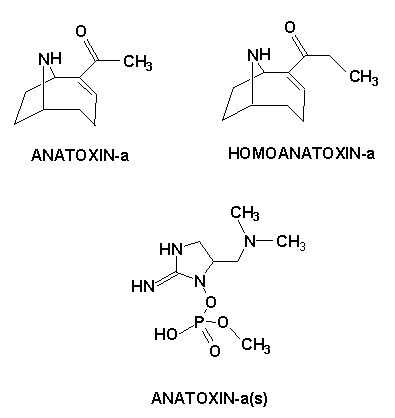 O
NH
CH3
ANATOXIN-a
O
NH
CH3
HOMOANATOXIN-a
CH3
N
CH3
HN
HN
N
O
P
O
HO
O
CH3
ANATOXIN-a(s)